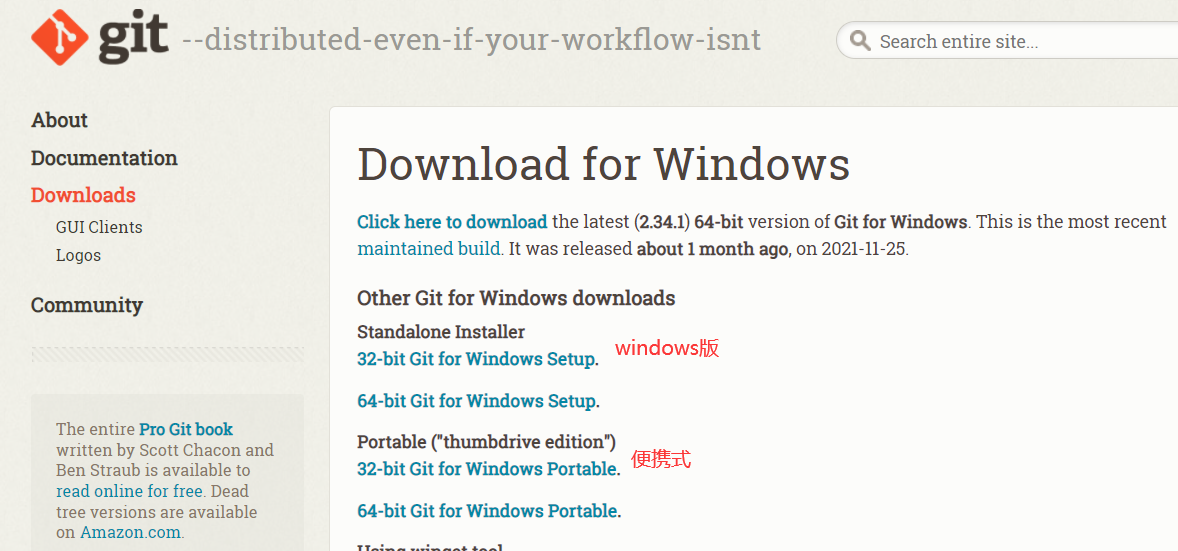 git --distributed-even-if-your-workflow-isnt
Search entire site...
About
Documentation
Downloads
GUI Clients
Logos
Community
The entire Pro Git book
written by Scott Chacon and
Ben Straub is available to
read online for free. Dead
tree versions are available
on Amazon.com.
Download for Windows
Click here to download the latest (2.34.1) 64-bit version of Git for Windows. This is the most recent
maintained build. It was released about 1 month ago, on 2021-11-25.
Other Git for Windows downloads
Standalone Installer
32-bit Git for Windows Setup.
windows版
64-bit Git for Windows Setup.
Portable ("thumbdrive edition")
32-bit Git for Windows Portable.
便携式
64-bit Git for Windows Portable.
Using winget tool